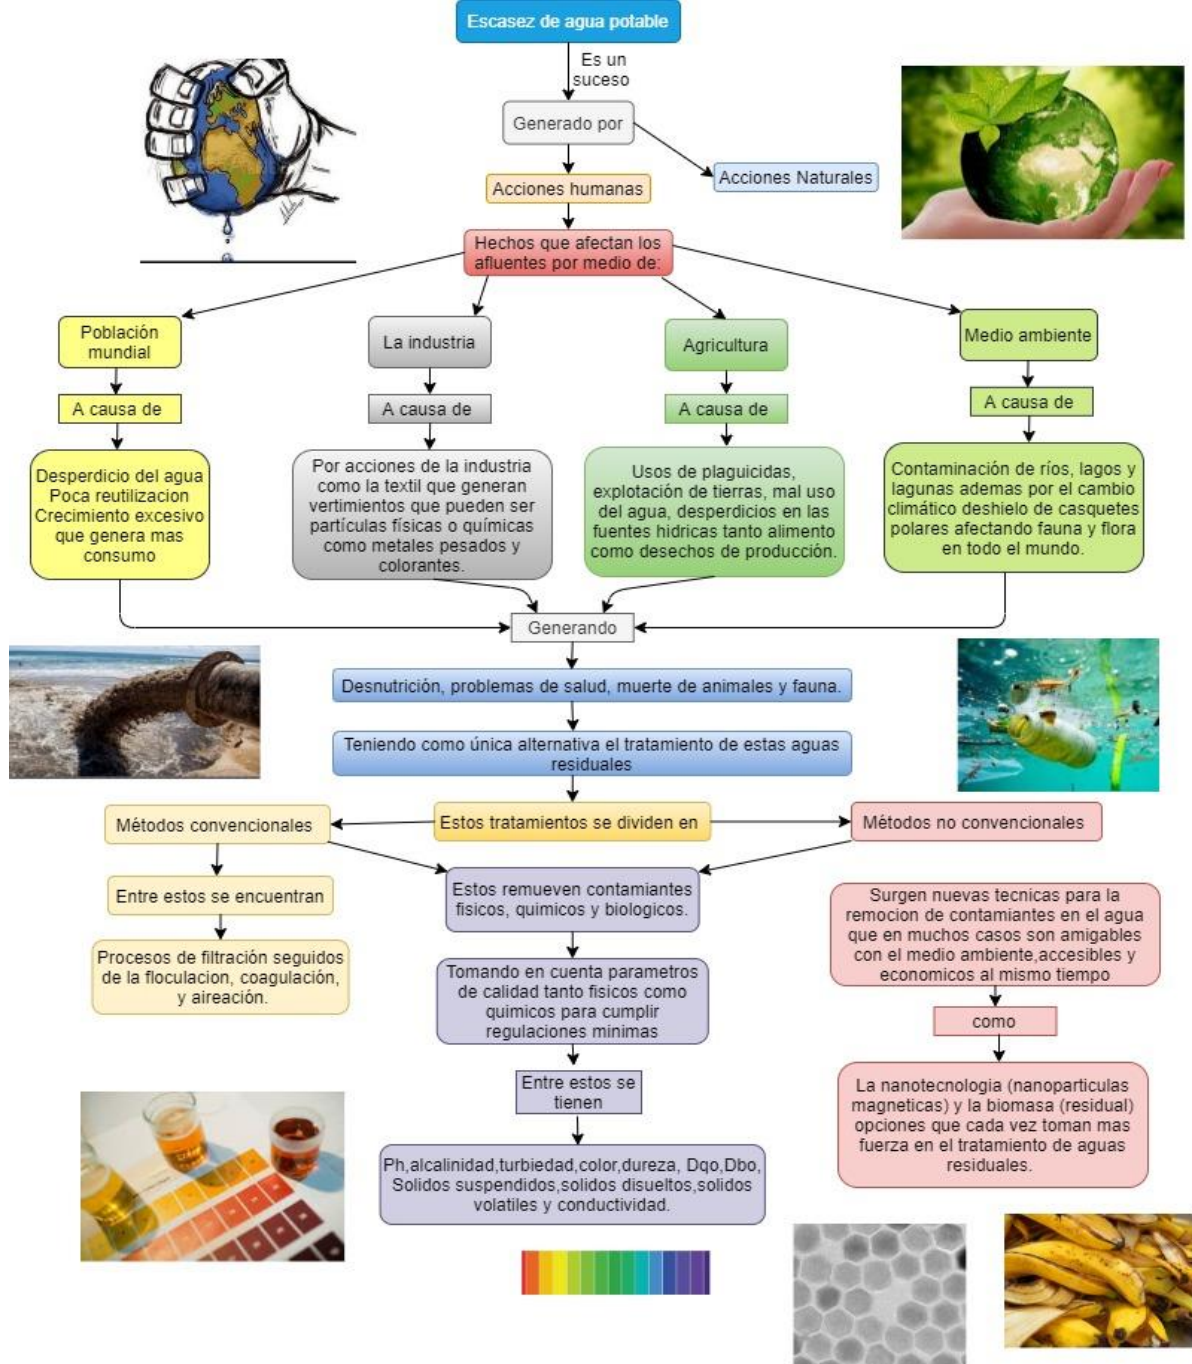 Escasez de agua potable
Es un
suceso
Generado por
Acciones humanas
Acciones Naturales
Hechos que afectan los
afluentes por medio de:
Población
mundial
La industria
Agricultura
Medio ambiente
A causa de
A causa de
A causa de
A causa de
Desperdicio del agua
Poca reutilizacion
Crecimiento excesivo
que genera mas
consumo
Por acciones de la industria
como la textil que generan
vertimientos que pueden ser
partículas físicas o químicas
como metales pesados y
colorantes.
Usos de plaguicidas,
explotación de tierras, mal uso
del agua, desperdicios en las
fuentes hidricas tanto alimento
como desechos de producción.
Contaminación de ríos, lagos y
lagunas ademas por el cambio
climático deshielo de casquetes
polares afectando fauna y flora
en todo el mundo.
Generando
Desnutrición, problemas de salud, muerte de animales y fauna.
Teniendo como única alternativa el tratamiento de estas aguas
residuales
Métodos convencionales
Estos tratamientos se dividen en
Métodos no convencionales
Entre estos se encuentran
Procesos de filtración seguidos
de la floculacion, coagulación,
y aireación.
Estos remueven contamiantes
fisicos, quimicos y biologicos.
Tomando en cuenta parametros
de calidad tanto fisicos como
quimicos para cumplir
regulaciones minimas
Entre estos se
tienen
Ph,alcalinidad,turbiedad,color,dureza, Dqo,Dbo,
Solidos suspendidos,solidos disueltos,solidos
volatiles y conductividad.
Surgen nuevas tecnicas para la
remocion de contamiantes en el agua
que en muchos casos son amigables
con el medio ambiente,accesibles y
economicos al mismo tiempo
como
La nanotecnologia (nanoparticulas
magneticas) y la biomasa (residual)
opciones que cada vez toman mas
fuerza en el tratamiento de aguas
residuales.